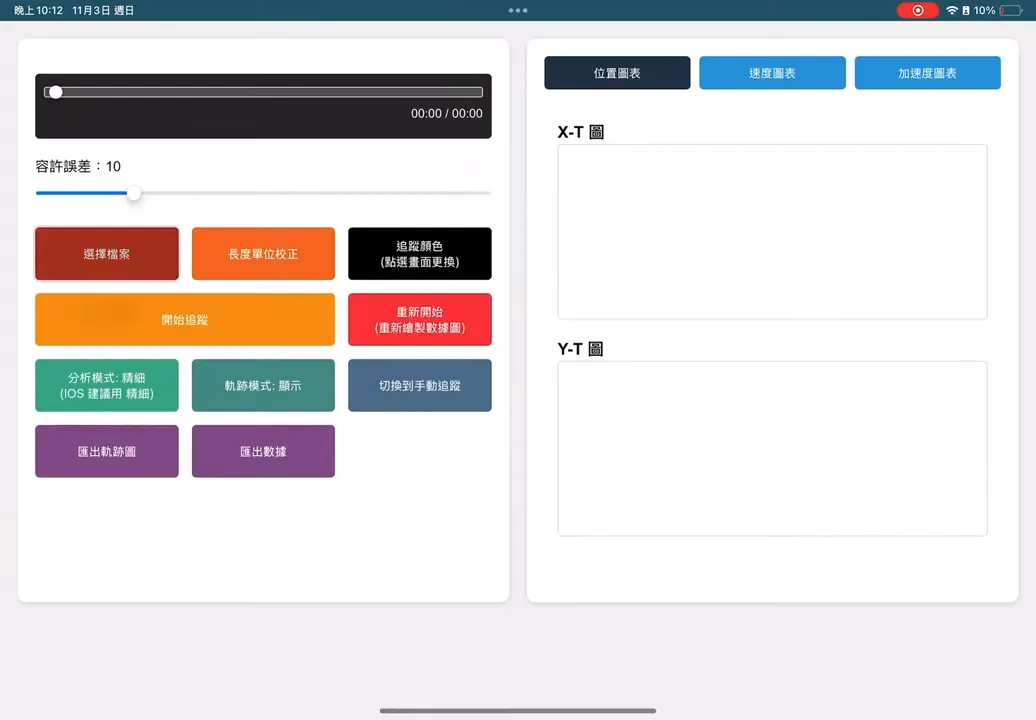 晚上10:12 11月3日 週日
10%
00:00 / 00:00
容許誤差：10
選擇檔案
長度單位校正
追蹤顏色
(點選畫面更換)
開始追蹤
重新開始
(重新繪製數據圖)
分析模式: 精細
(IOS 建議用 精細)
軌跡模式: 顯示
切換到手動追蹤
匯出軌跡圖
匯出數據
位置圖表
速度圖表
加速度圖表
X-T 圖
Y-T 圖